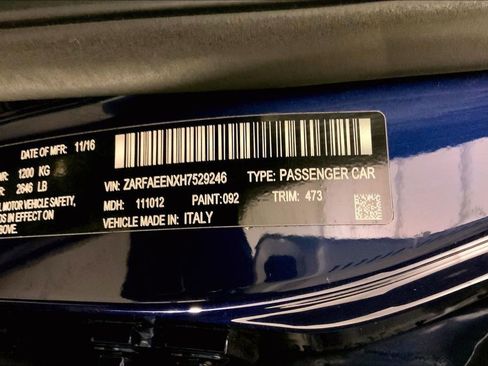 DATE OF MFR. 11/16
1200 KG
2646 LB
MOTOR VEHICLE SAFETY,
IN EFFECT ON
ABOVE.
VIN: ZARFAEENXH7529246 TYPE: PASSENGER CAR
MDH: 111012 PAINT: 092 TRIM: 473
VEHICLE MADE IN: ITALY